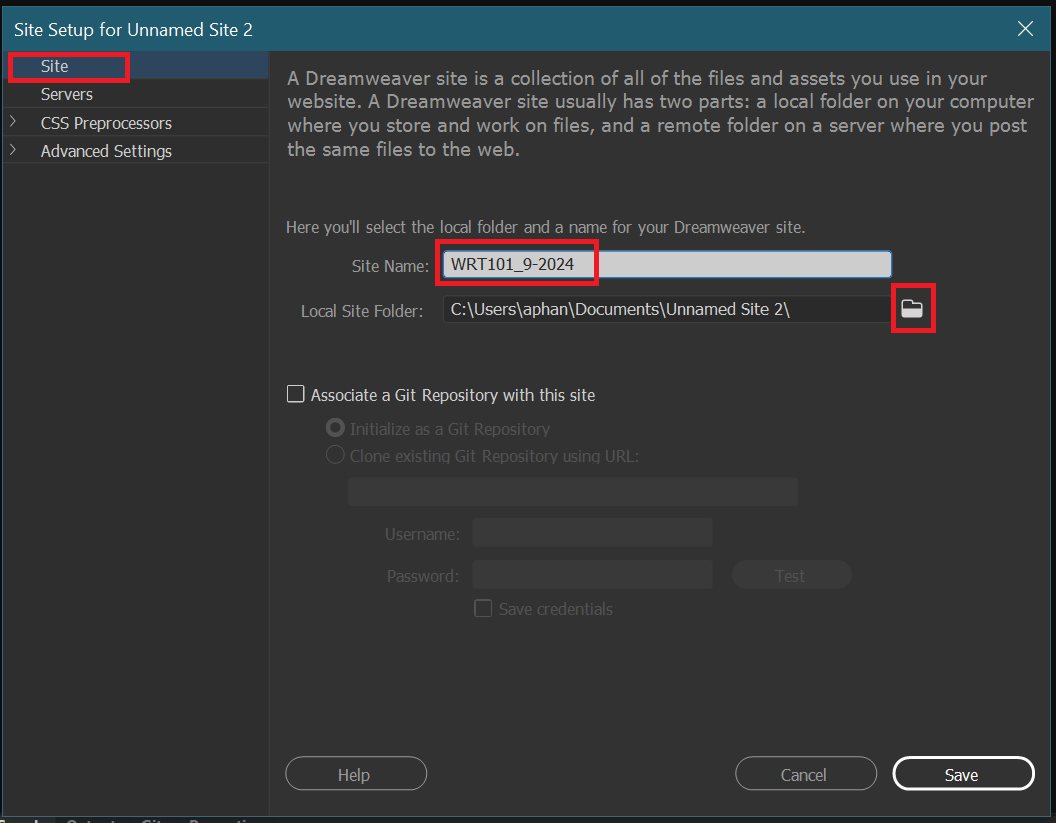 Site Setup for Unnamed Site 2
Site
Servers
CSS Preprocessors
Advanced Settings
A Dreamweaver site is a collection of all of the files and assets you use in your
website. A Dreamweaver site usually has two parts: a local folder on your computer
where you store and work on files, and a remote folder on a server where you post
the same files to the web.
Here you'll select the local folder and a name for your Dreamweaver site.
Site Name: WRT101_9-2024
Local Site Folder: C:\Users\aphan\Documents\Unnamed Site 2\
Associate a Git Repository with this site
Initialize as a Git Repository
Clone existing Git Repository using URL:
Username:
Password: Test
Save credentials
Help Cancel Save